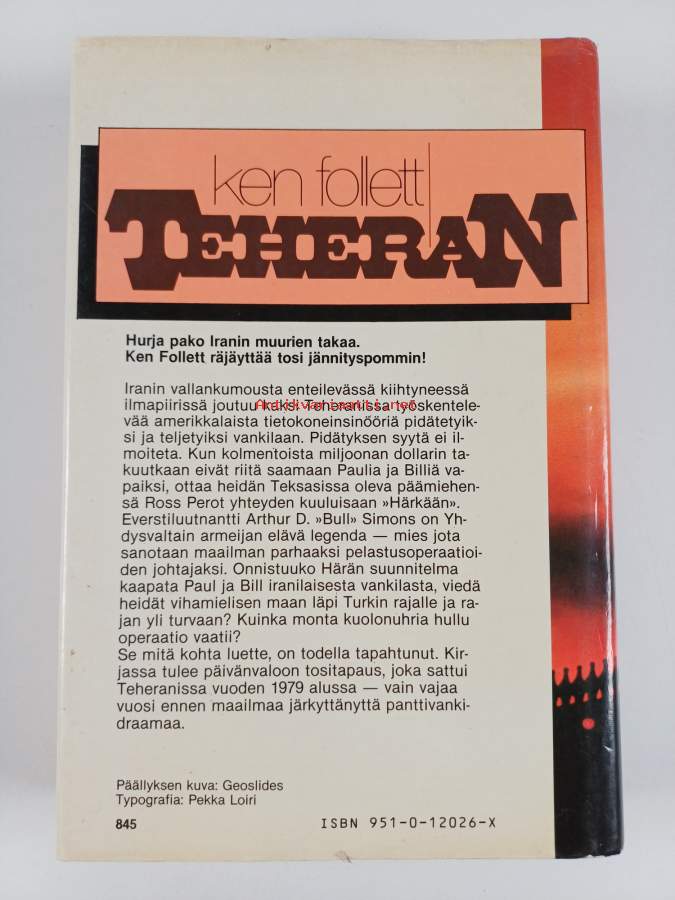 ken follett
TEHERAN
Hurja pako Iranin muurien takaa.
Ken Follett räjäyttää tosi jännityspommin!
Iranin vallankumousta enteilevässä kiihtyneessä
ilmapiirissä joutuu kaksi Teheranissa työskentele-
vää amerikkalaista tietokoneinsinööriä pidätetyik-
si ja teljetyiksi vankilaan. Pidätyksen syytä ei il-
moiteta. Kun kolmentoista miljoonan dollarin ta-
kuutkaan eivät riitä saamaan Paulia ja Billiä va-
paiksi, ottaa heidän Teksasissa oleva päämiehen-
sä Ross Perot yhteyden kuuluisaan »Härkään».
Everstiluutnantti Arthur D. »Bull» Simons on Yh-
dysvaltain armeijan elävä legenda — mies jota
sanotaan maailman parhaaksi pelastusoperaatioi-
den johtajaksi. Onnistuuko Härän suunnitelma
kaapata Paul ja Bill iranilaisesta vankilasta, viedä
heidät vihamielisen maan läpi Turkin rajalle ja ra-
jan yli turvaan? Kuinka monta kuolonuhria hullu
operaatio vaatii?
Se mitä kohta luette, on todella tapahtunut. Kir-
jassa tulee päivänvaloon tositapaus, joka sattui
Teheranissa vuoden 1979 alussa — vain vajaa
vuosi ennen maailmaa järkyttänyttä panttivanki-
draamaa.
Päällyksen kuva: Geoslides
Typografia: Pekka Loiri
845
ISBN 951-0-12026-X